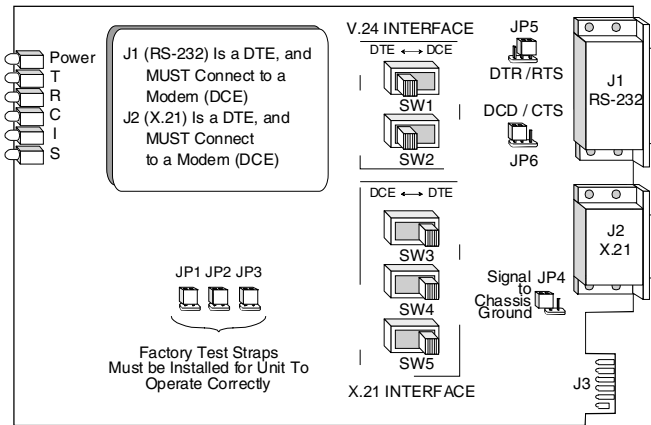 Power
T
R
C
I
S
J1 (RS-232) Is a DTE, and
MUST Connect to a
Modem (DCE)
J2 (X.21) Is a DTE, and
MUST Connect
to a Modem (DCE)
V.24 INTERFACE
DTE ↔ DCE
SW1
SW2
JP5
DTR /RTS
DCD / CTS
JP6
J1
RS-232
DCE ↔ DTE
SW3
SW4
SW5
X.21 INTERFACE
J2
X.21
Signal
to
Chassis
Ground
JP4
JP1 JP2 JP3
Factory Test Straps
Must be Installed for Unit To
Operate Correctly
J3